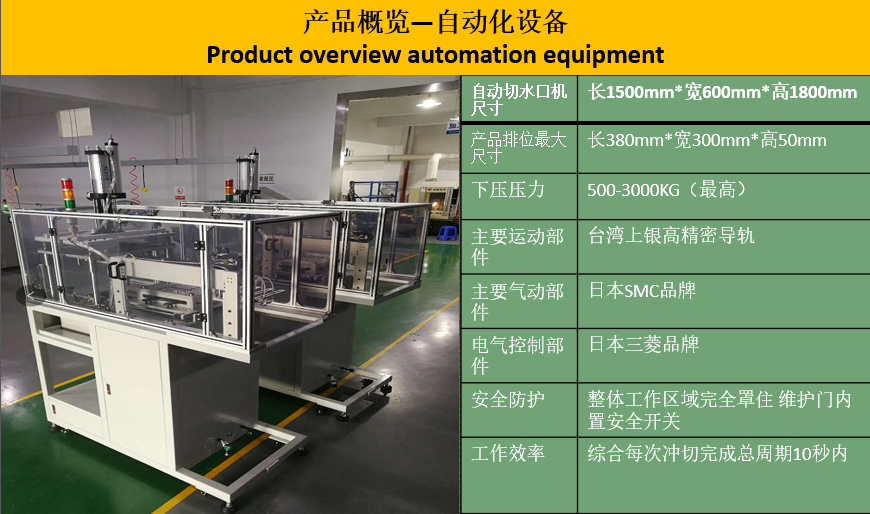 产品概览—自动化设备
Product overview automation equipment
自动切水口机
尺寸
长1500mm*宽600mm*高1800mm
产品排位最大
尺寸
长380mm*宽300mm*高50mm
下压压力
500-3000KG（最高）
主要运动部
件
台湾上银高精密导轨
主要气动部
件
日本SMC品牌
电气控制部
件
日本三菱品牌
安全防护
整体工作区域完全罩住 维护门内
置安全开关
工作效率
综合每次冲切完成总周期10秒内